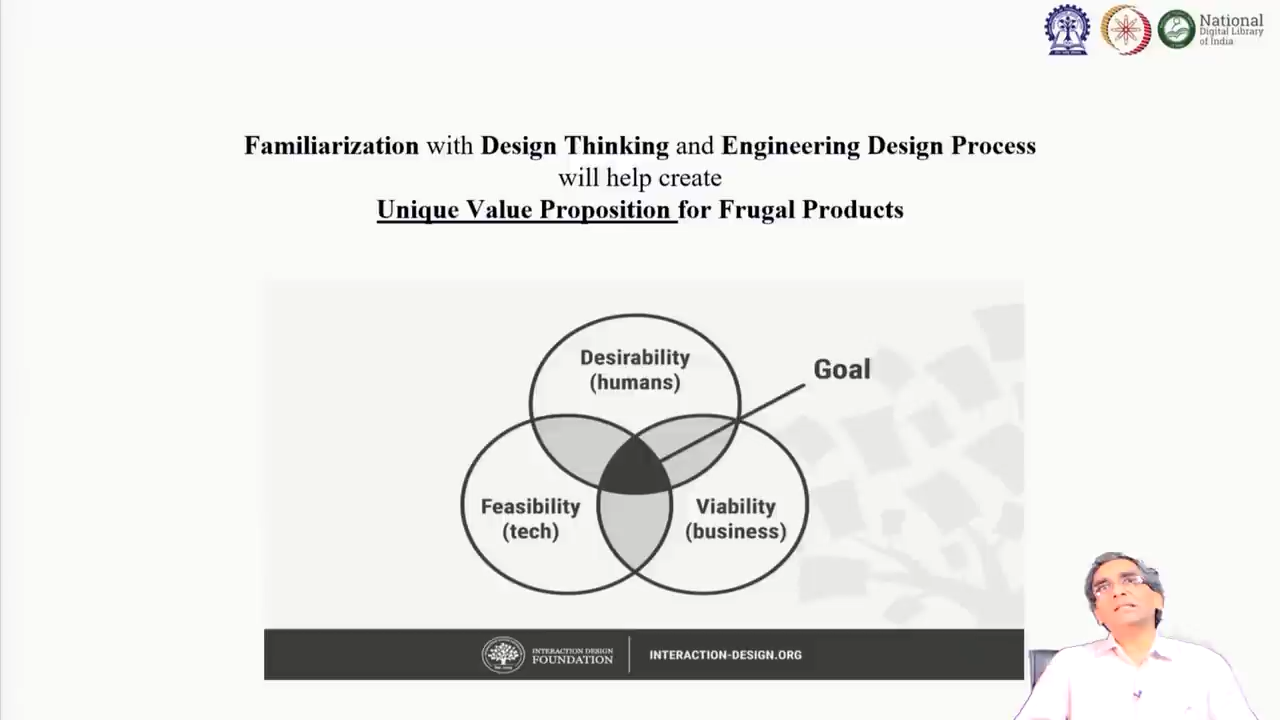 National
Digital Library
of India
Familiarization with Design Thinking and Engineering Design Process
will help create
Unique Value Proposition for Frugal Products
Desirability
(humans)
Goal
Feasibility
(tech)
Viability
(business)
INTERACTION DESIGN
FOUNDATION
INTERACTION-DESIGN.ORG